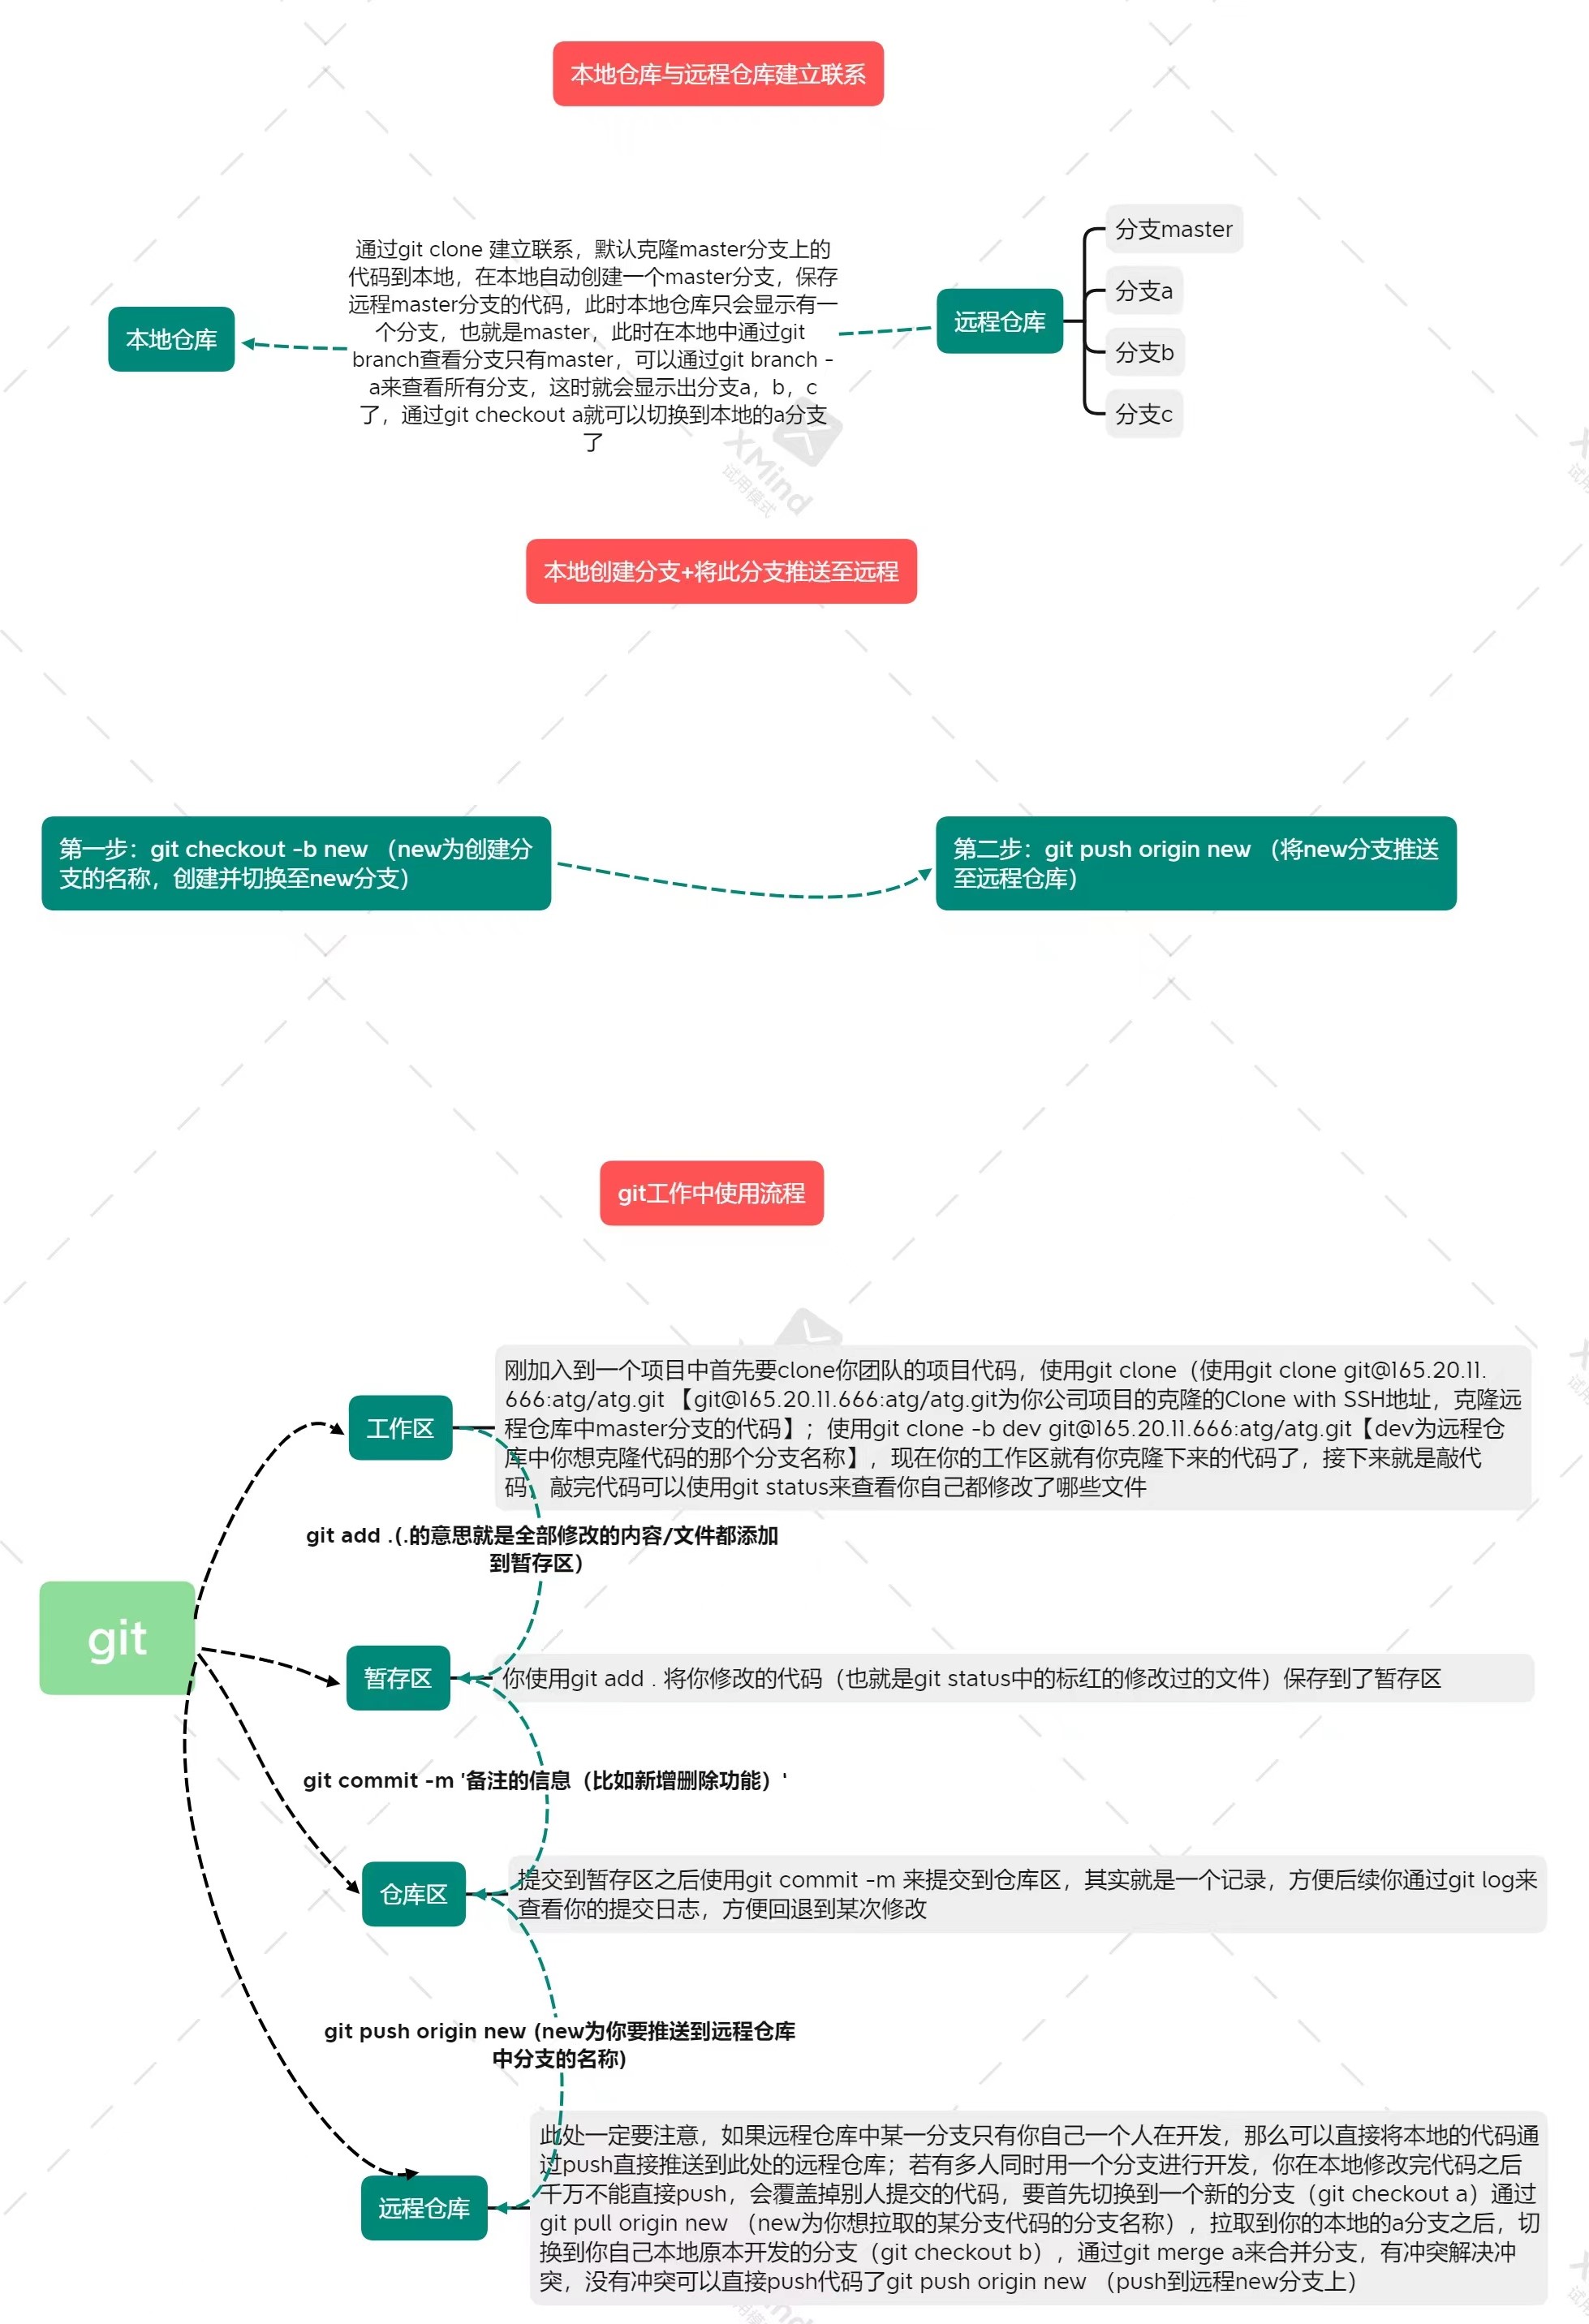 本地仓库与远程仓库建立联系
分支master
分支a
分支b
分支c
远程仓库
通过git clone 建立联系，默认克隆master分支上的
代码到本地，在本地自动创建一个master分支，保存
远程master分支的代码，此时本地仓库只会显示有一
个分支，也就是master，此时在本地中通过git
branch查看分支只有master，可以通过git branch -
a来查看所有分支，这时就会显示出分支a，b，c
了，通过git checkout a就可以切换到本地的a分支
了
本地仓库
XMind
试用模式
本地创建分支+将此分支推送至远程
第一步：git checkout -b new （new为创建分
支的名称，创建并切换至new分支）
第二步：git push origin new （将new分支推送
至远程仓库）
git工作中使用流程
刚加入到一个项目中首先要clone你团队的项目代码，使用git clone（使用git clone git@165.20.11.
666:atg/atg.git 【git@165.20.11.666:atg/atg.git为你公司项目的克隆的Clone with SSH地址，克隆远
程仓库中master分支的代码】；使用git clone -b dev git@165.20.11.666:atg/atg.git【dev为远程仓
库中你想克隆代码的那个分支名称】，现在你的工作区就有你克隆下来的代码了，接下来就是敲代
码，敲完代码可以使用git status来查看你自己都修改了哪些文件
工作区
git add .(.的意思就是全部修改的内容/文件都添加
到暂存区）
git
暂存区
你使用git add . 将你修改的代码（也就是git status中的标红的修改过的文件）保存到了暂存区
git commit -m '备注的信息（比如新增删除功能）'
仓库区
提交到暂存区之后使用git commit -m 来提交到仓库区，其实就是一个记录，方便后续你通过git log来
查看你的提交日志，方便回退到某次修改
git push origin new (new为你要推送到远程仓库
中分支的名称)
远程仓库
此处一定要注意，如果远程仓库中某一分支只有你自己一个人在开发，那么可以直接将本地的代码通
过push直接推送到此处的远程仓库；若有多人同时用一个分支进行开发，你在本地修改完代码之后
千万不能直接push，会覆盖掉别人提交的代码，要首先切换到一个新的分支（git checkout a）通过
git pull origin new （new为你想拉取的某分支代码的分支名称），拉取到你的本地的a分支之后，切
换到你自己本地原本开发的分支（git checkout b），通过git merge a来合并分支，有冲突解决冲
突，没有冲突可以直接push代码了git push origin new （push到远程new分支上）